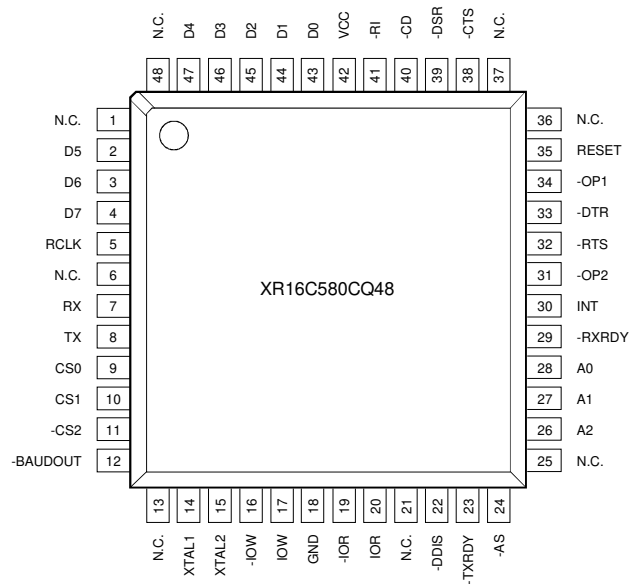 N.C. D4 D3 D2 D1 D0 VCC -RI -CD -DSR -CTS N.C.
48 47 46 45 44 43 42 41 40 39 38 37
N.C. 1 36 N.C.
D5 2 35 RESET
D6 3 34 -OP1
D7 4 33 -DTR
RCLK 5 32 -RTS
N.C. 6 31 -OP2
XR16C580CQ48
RX 7 30 INT
TX 8 29 -RXRDY
CS0 9 28 A0
CS1 10 27 A1
-CS2 11 26 A2
-BAUDOUT 12 25 N.C.
13 14 15 16 17 18 19 20 21 22 23 24
N.C. XTAL1 XTAL2 -IOW IOW GND -IOR IOR N.C. -DDIS -TXRDY -AS